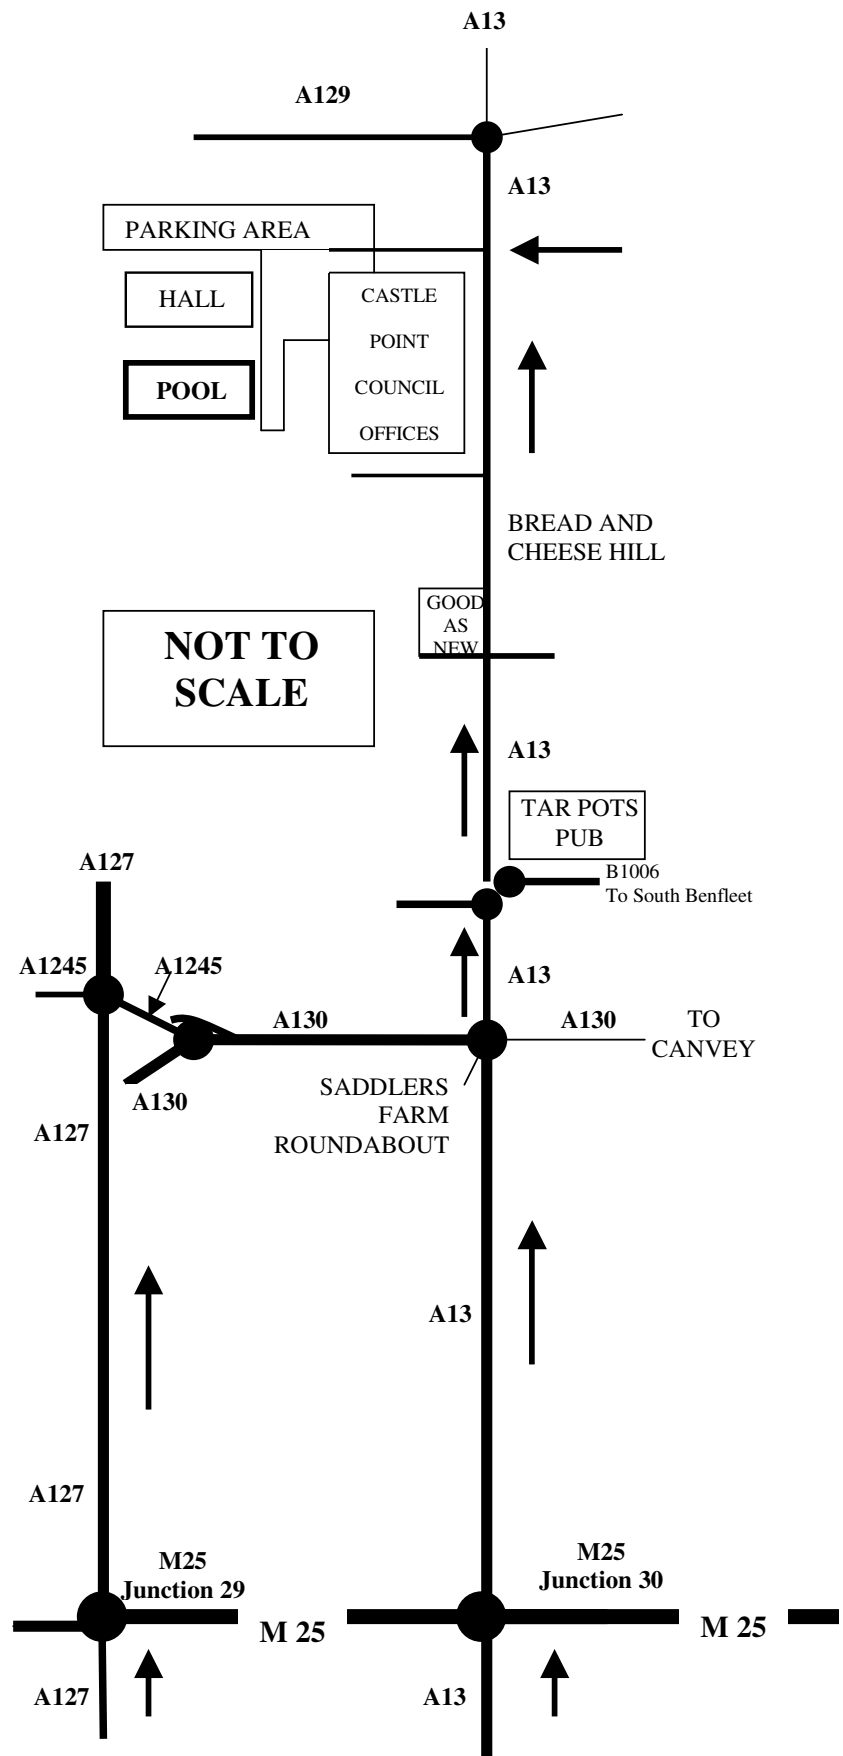 A13
A129
A13
PARKING AREA
HALL
CASTLE
POINT
COUNCIL
OFFICES
POOL
BREAD AND
CHEESE HILL
GOOD
AS
NEW
NOT TO
SCALE
A13
TAR POTS
PUB
A127
B1006
To South Benfleet
A1245
A1245
A13
A130
A130
TO
CANVEY
SADDLERS
FARM
ROUNDABOUT
A130
A127
A13
A127
M25
Junction 29
M25
Junction 30
M 25
M 25
A127
A13